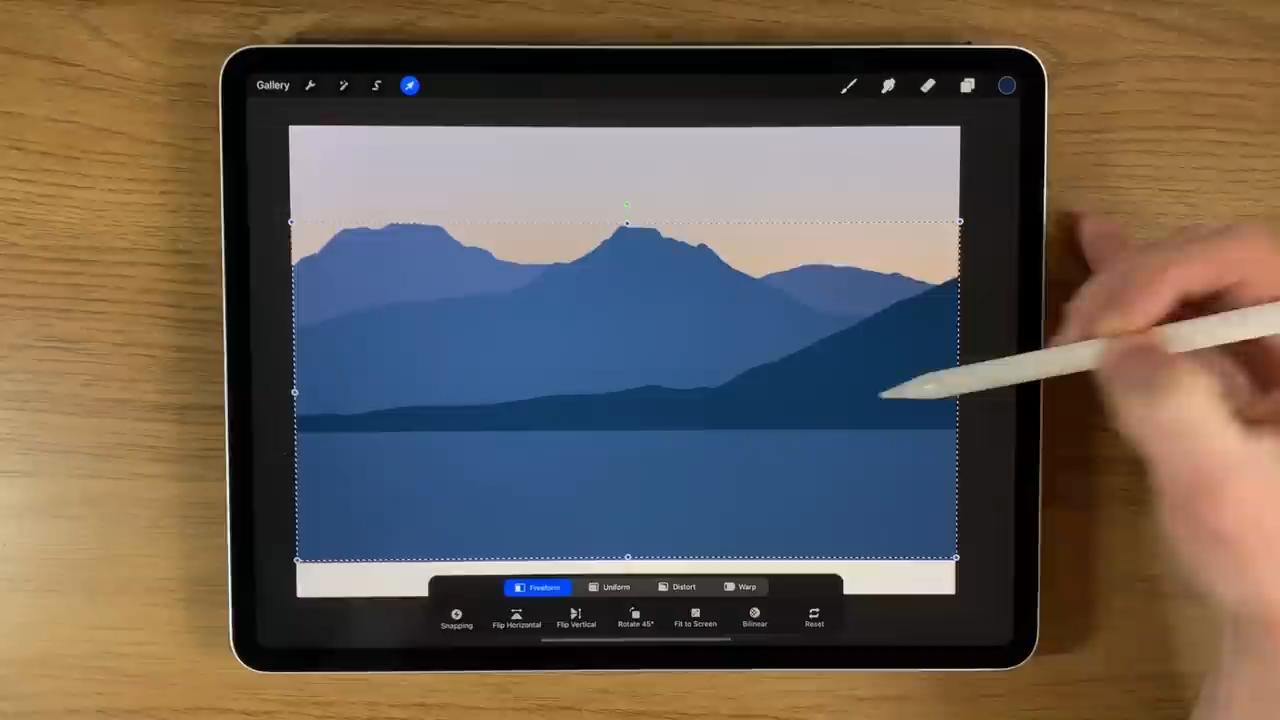 Gallery
Freeform Uniform Distort Warp
Snapping Flip Horizontal Flip Vertical Rotate 45° Fit to Screen Bilinear Reset